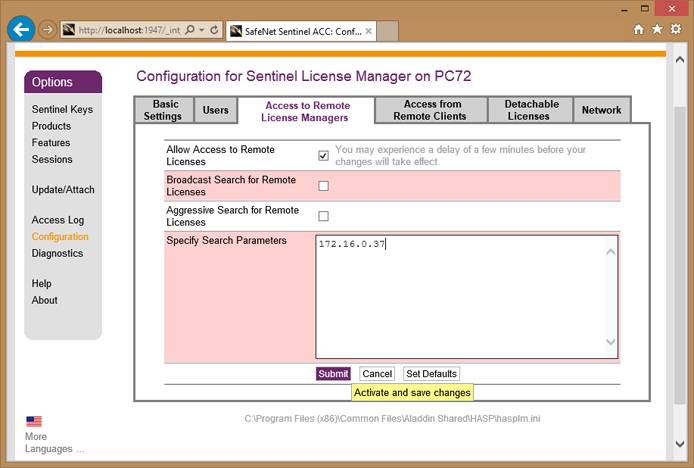 http://localhost:1947/_int
SafeNet Sentinel ACC: Conf...
Options
Sentinel Keys
Products
Features
Sessions
Update/Attach
Access Log
Configuration
Diagnostics
Help
About
More
Languages ...
Configuration for Sentinel License Manager on PC72
Basic
Settings
Users
Access to Remote
License Managers
Access from
Remote Clients
Detachable
Licenses
Network
Allow Access to Remote
Licenses
You may experience a delay of a few minutes before your
changes will take effect.
Broadcast Search for Remote
Licenses
Aggressive Search for Remote
Licenses
Specify Search Parameters
172.16.0.37
Submit
Cancel
Set Defaults
Activate and save changes
C:\Program Files (x86)\Common Files\Aladdin Shared\HASP\hasplm.ini